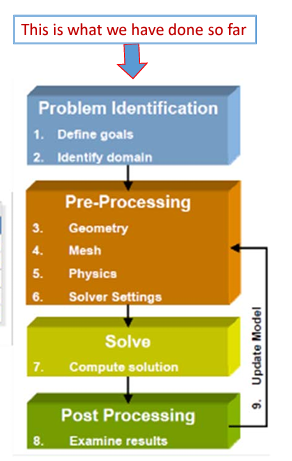 This is what we have done so far
Problem Identification
1. Define goals
2. Identify domain
Pre-Processing
3. Geometry
4. Mesh
5. Physics
6. Solver Settings
Solve
7. Compute solution
Post Processing
8. Examine results
9. Update Model